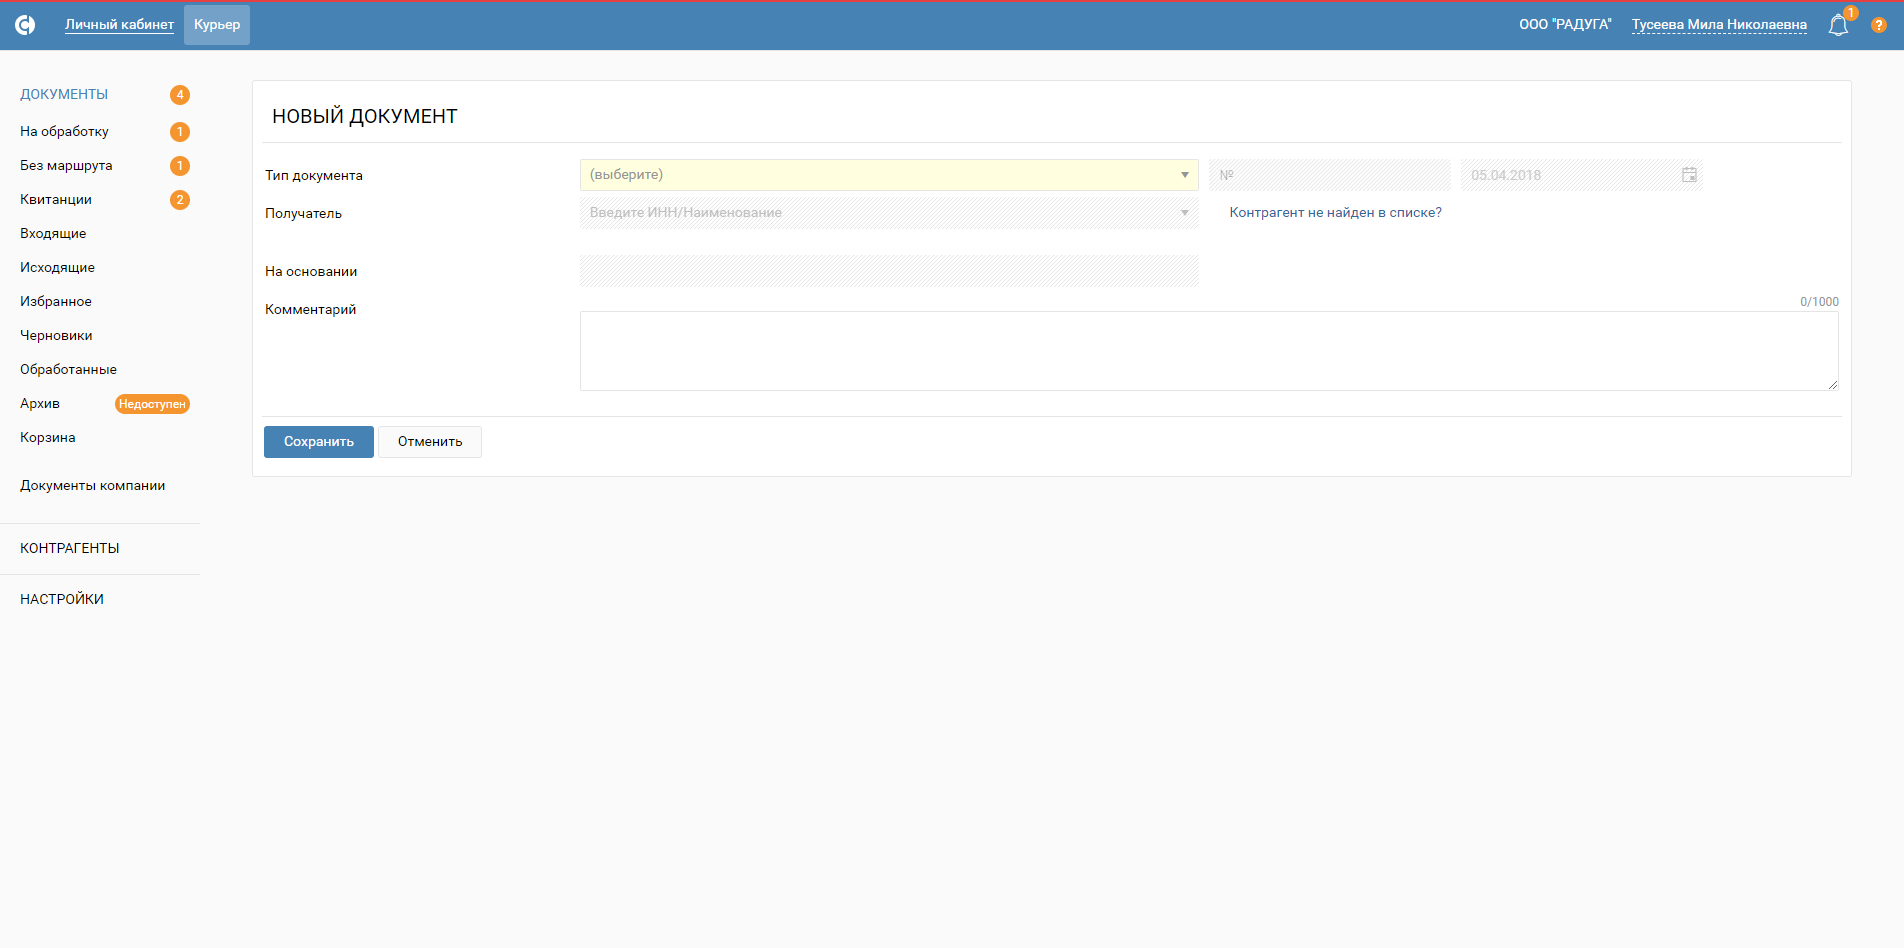 Личный кабинет Курьер ООО "РАДУГА" Тусеева Мила Николаевна 1 ?
ДОКУМЕНТЫ 4
На обработку 1
Без маршрута 1
Квитанции 2
Входящие
Исходящие
Избранное
Черновики
Обработанные
Архив Недоступен
Корзина
Документы компании
КОНТРАГЕНТЫ
НАСТРОЙКИ
НОВЫЙ ДОКУМЕНТ
Тип документа (выберите) № 05.04.2018
Получатель Введите ИНН/Наименование Контрагент не найден в списке?
На основании
Комментарий 0/1000
Сохранить Отменить